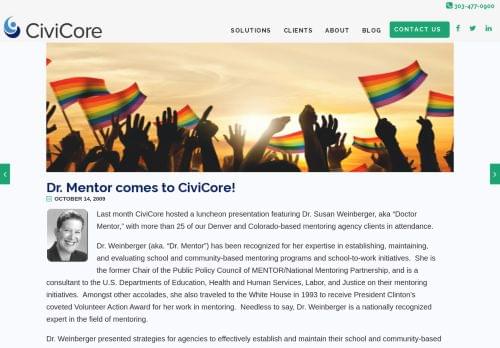 303-477-0900
CiviCore
SOLUTIONS CLIENTS ABOUT BLOG CONTACT US
Dr. Mentor comes to CiviCore!
OCTOBER 14, 2009
Last month CiviCore hosted a luncheon presentation featuring Dr. Susan Weinberger, aka “Doctor
Mentor,” with more than 25 of our Denver and Colorado-based mentoring agency clients in attendance.
Dr. Weinberger (aka. “Dr. Mentor”) has been recognized for her expertise in establishing, maintaining,
and evaluating school and community-based mentoring programs and school-to-work initiatives.  She is
the former Chair of the Public Policy Council of MENTOR/National Mentoring Partnership, and is a
consultant to the U.S. Departments of Education, Health and Human Services, Labor, and Justice on their
mentoring initiatives.  Amongst other accolades, she also traveled to the White House in 1993 to receive President Clinton’s
coveted Volunteer Action Award for her work in mentoring.  Needless to say, Dr. Weinberger is a nationally recognized
expert in the field of mentoring.
Dr. Weinberger presented strategies for agencies to effectively establish and maintain their school and community-based